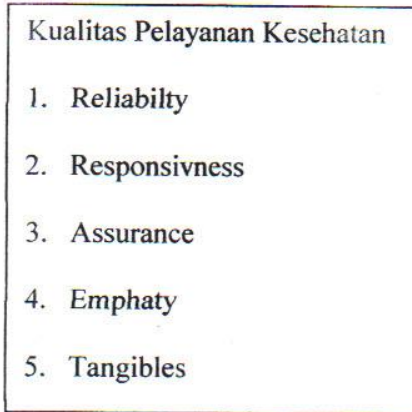 Kualitas Pelayanan Kesehatan
1. Reliabilty
2. Responsivness
3. Assurance
4. Emphaty
5. Tangibles